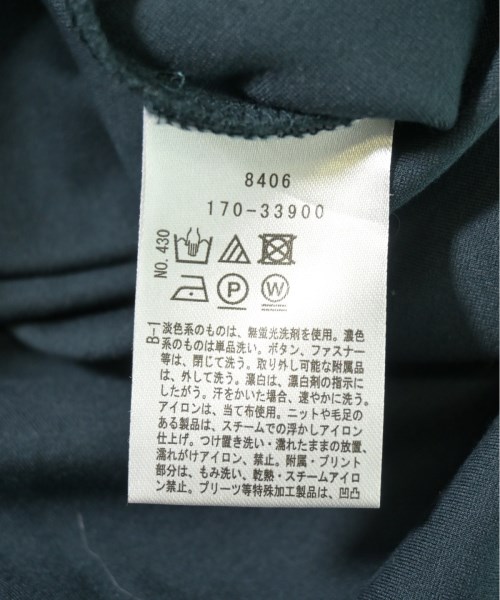 8406
170-33900
NO. 430
P
W
B-1
淡色系のものは、無蛍光洗剤を使用。濃色
系のものは単品洗い。ボタン、ファスナー
等は、閉じて洗う。取り外し可能な附属品
は、外して洗う。漂白は、漂白剤の指示に
したがう。汗をかいた場合、速やかに洗う。
アイロンは、当て布使用。ニットや毛足の
ある製品は、スチームでの浮かしアイロン
仕上げ。つけ置き洗い・濡れたままの放置、
濡れがけアイロン、禁止。附属・プリント
部分は、もみ洗い、乾熱・スチームアイロ
ン禁止。プリーツ等特殊加工製品は、凹凸